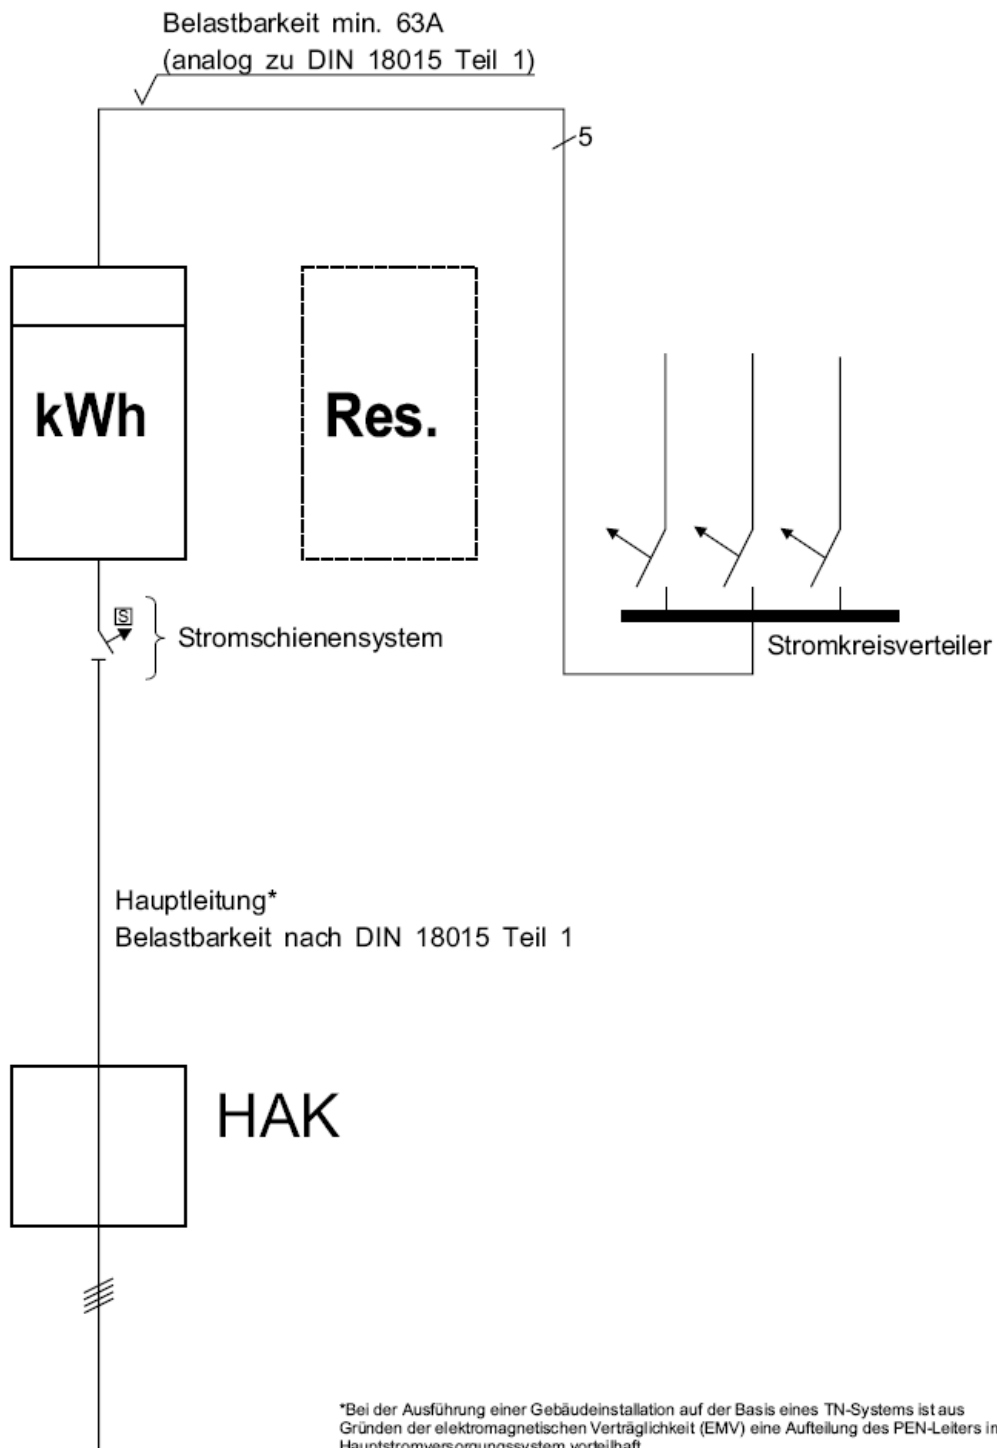 Belastbarkeit min. 63A
(analog zu DIN 18015 Teil 1)
5
kWh
Res.
S
Stromschienensystem
Stromkreisverteiler
Hauptleitung*
Belastbarkeit nach DIN 18015 Teil 1
HAK
*Bei der Ausführung einer Gebäudeinstallation auf der Basis eines TN-Systems ist aus
Gründen der elektromagnetischen Verträglichkeit (EMV) eine Aufteilung des PEN-Leiters im
Hauptstromversorgungssystem vorteilhaft